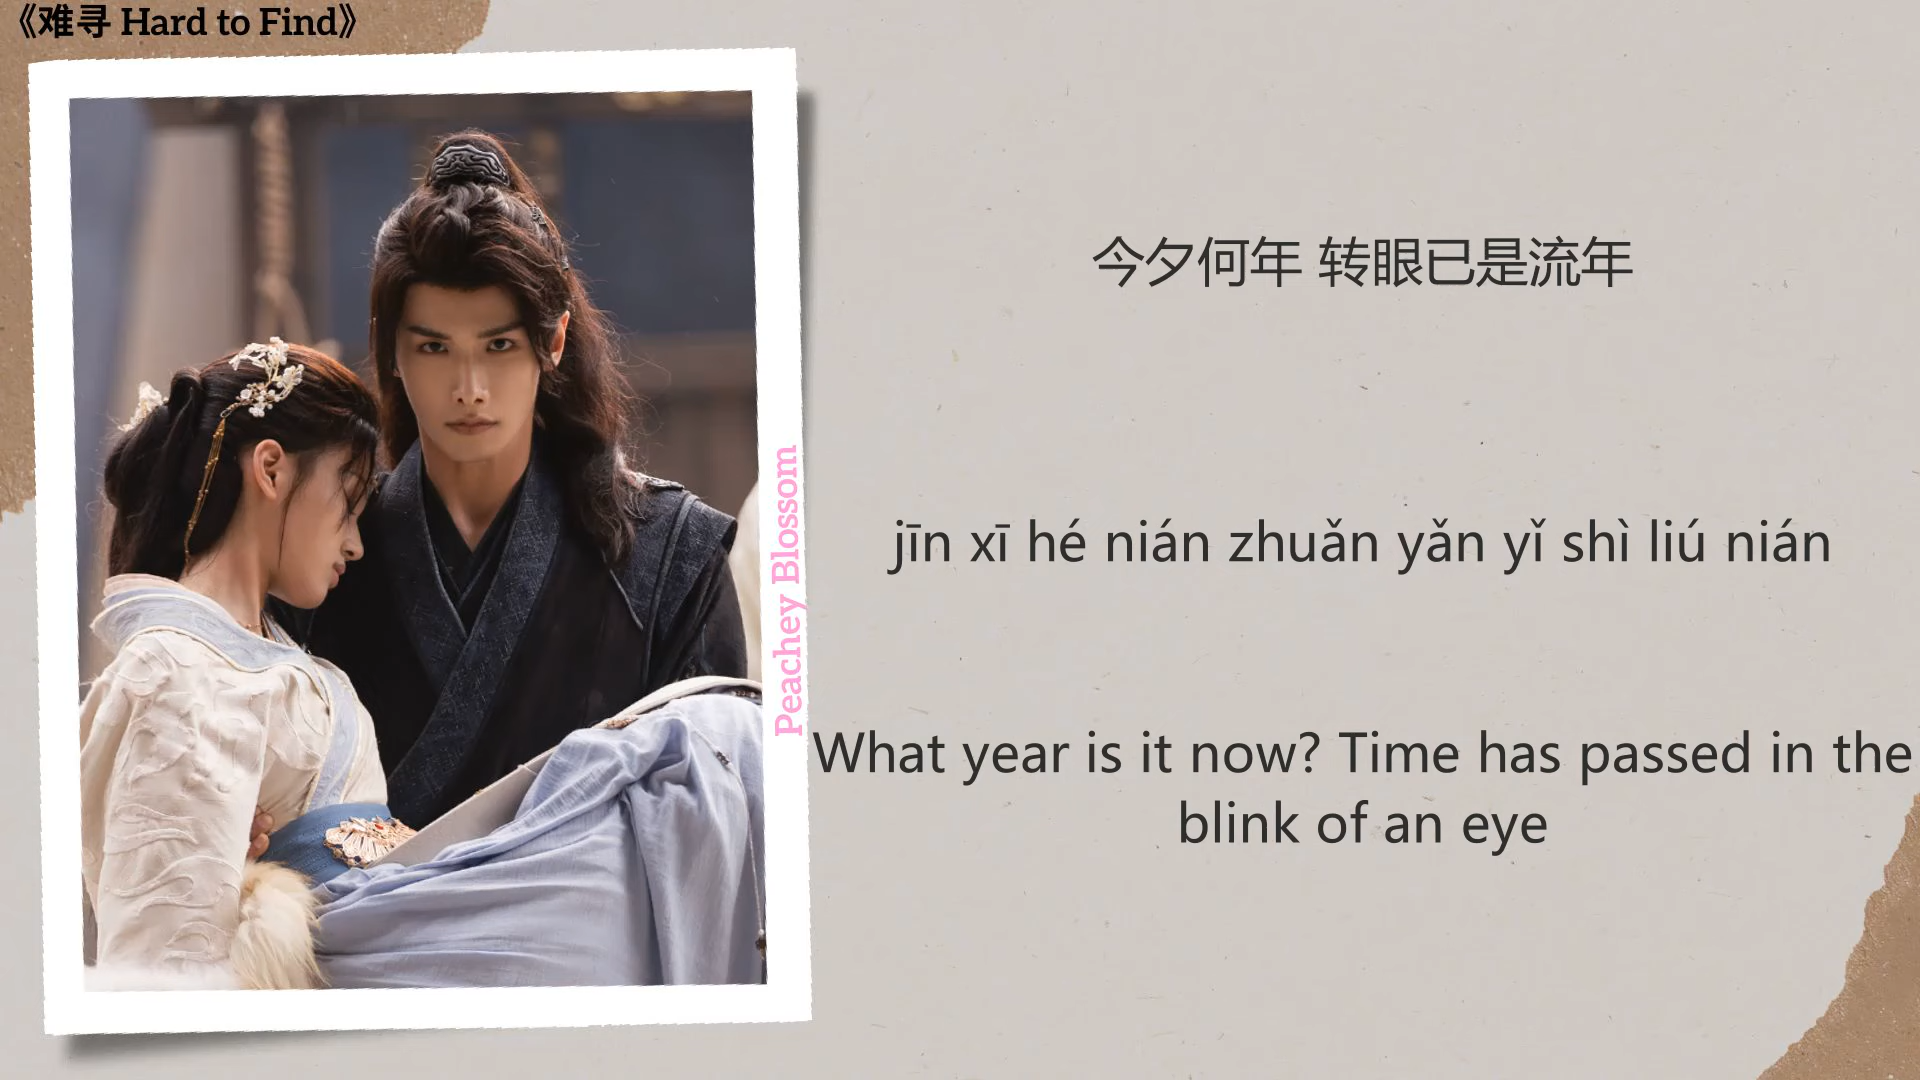 《难寻 Hard to Find》
今夕何年 转眼已是流年
jīn xī hé nián zhuǎn yǎn yǐ shì liú nián
Peachey Blossom
What year is it now? Time has passed in the
blink of an eye